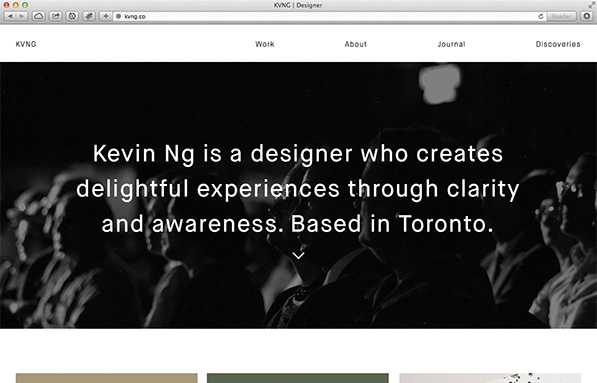 KVNG | Designer
kvng.co
Reader
KVNG Work About Journal Discoveries
Kevin Ng is a designer who creates
delightful experiences through clarity
and awareness. Based in Toronto.